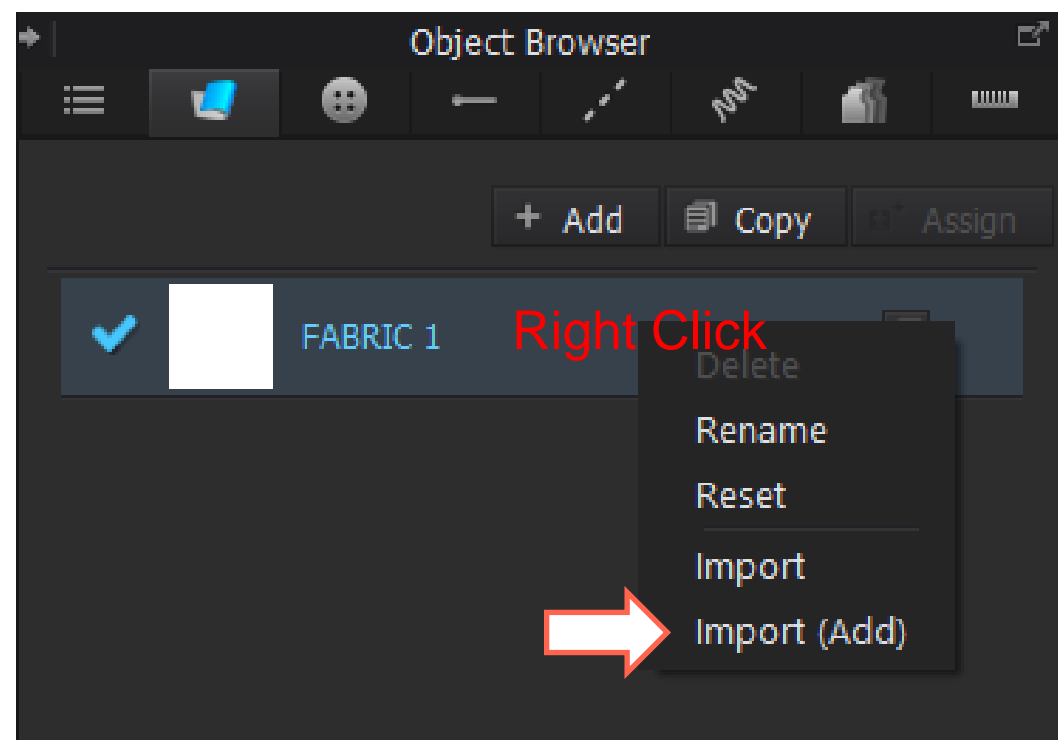 Object Browser
Add
Copy
Assign
FABRIC 1
Right Click
Delete
Rename
Reset
Import
Import (Add)